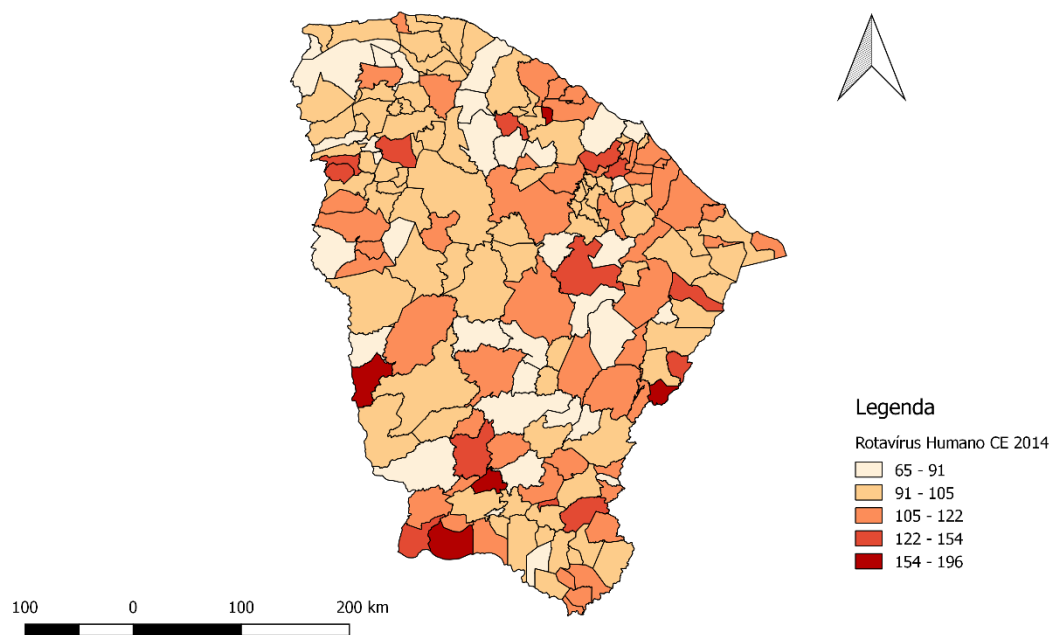 Legenda
Rotavírus Humano CE 2014
65 - 91
91 - 105
105 - 122
122 - 154
154 - 196
100 0 100 200 km